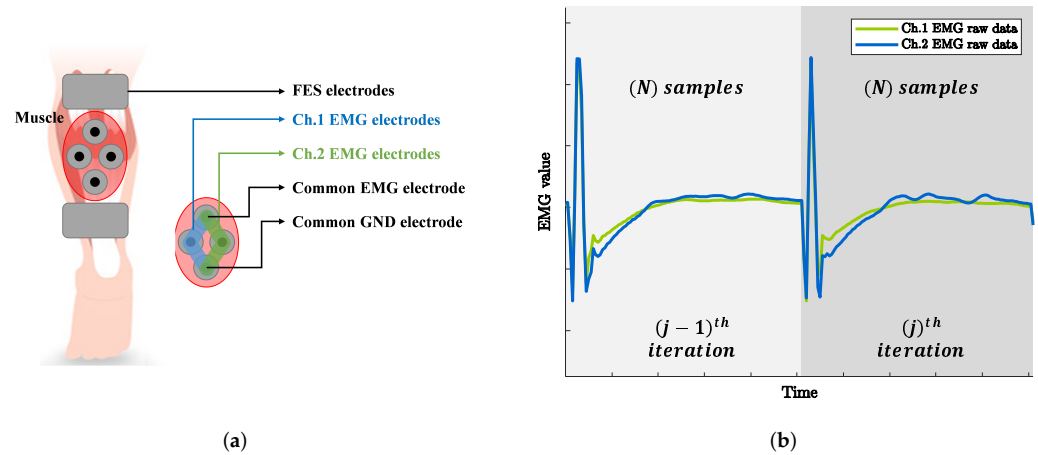 Muscle
FES electrodes
Ch.1 EMG electrodes
Ch.2 EMG electrodes
Common EMG electrode
Common GND electrode
(a)
Ch.1 EMG raw data
Ch.2 EMG raw data
(N) samples
(N) samples
EMG value
(j − 1)^{th}
iteration
(j)^{th}
iteration
Time
(b)